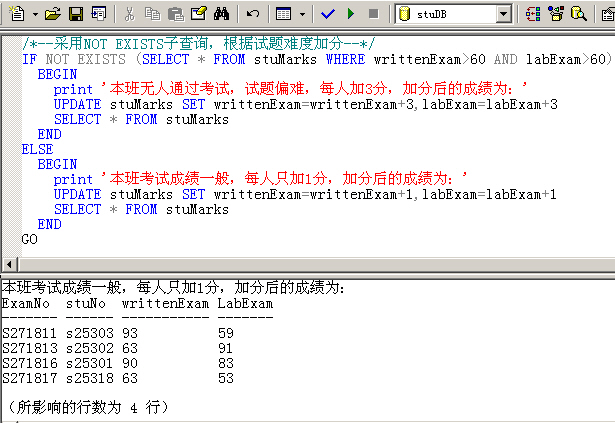 stuDB
/*--采用NOT EXISTS子查询，根据试题难度加分--*/
IF NOT EXISTS (SELECT * FROM stuMarks WHERE writtenExam>60 AND labExam>60)
BEGIN
print '本班无人通过考试，试题偏难，每人加3分，加分后的成绩为：'
UPDATE stuMarks SET writtenExam=writtenExam+3,labExam=labExam+3
SELECT * FROM stuMarks
END
ELSE
BEGIN
print '本班考试成绩一般，每人只加1分，加分后的成绩为：'
UPDATE stuMarks SET writtenExam=writtenExam+1,labExam=labExam+1
SELECT * FROM stuMarks
END
GO
本班考试成绩一般，每人只加1分，加分后的成绩为：
ExamNo stuNo writtenExam LabExam
------- ------ ----------- -------
S271811 s25303 93 59
S271813 s25302 63 91
S271816 s25301 90 83
S271817 s25318 63 53
（所影响的行数为 4 行）